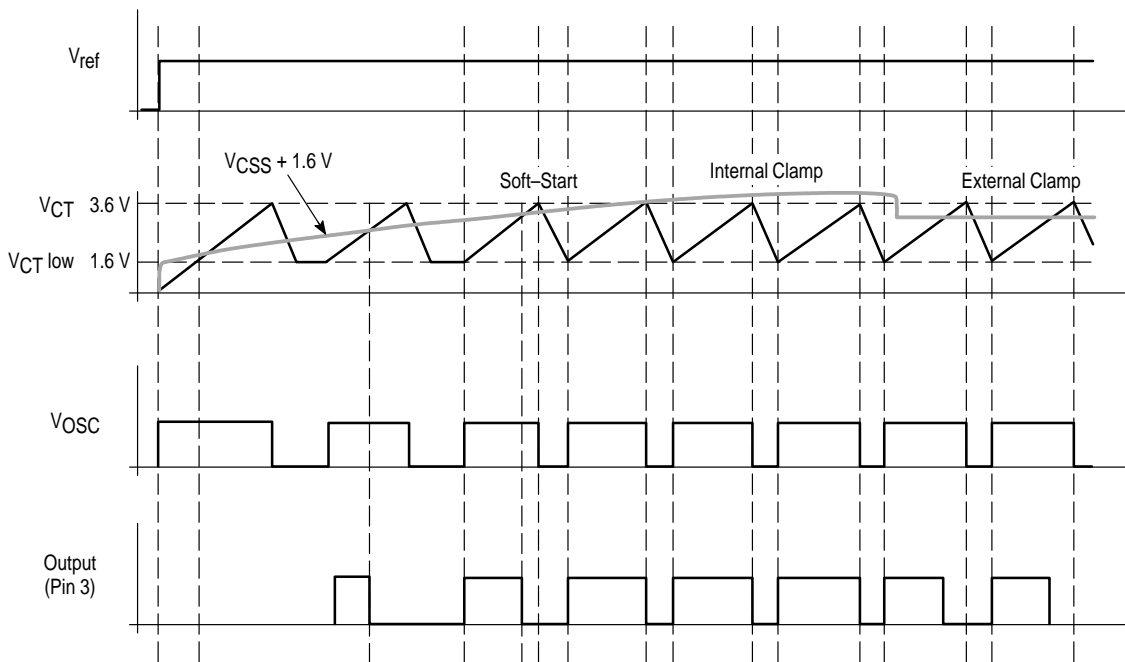 Vref
VCSS + 1.6 V
Soft–Start
Internal Clamp
External Clamp
VCT 3.6 V
VCT low 1.6 V
VOSC
Output
(Pin 3)